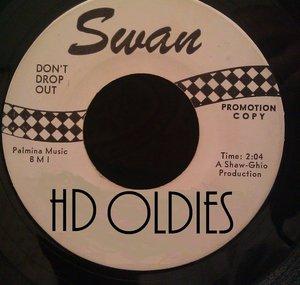 Swan
DON'T
DROP
OUT
PROMOTION
COPY
Palmina Music
BMI
Time: 2:04
A Shaw-Ghio
Production
HD OLDIES